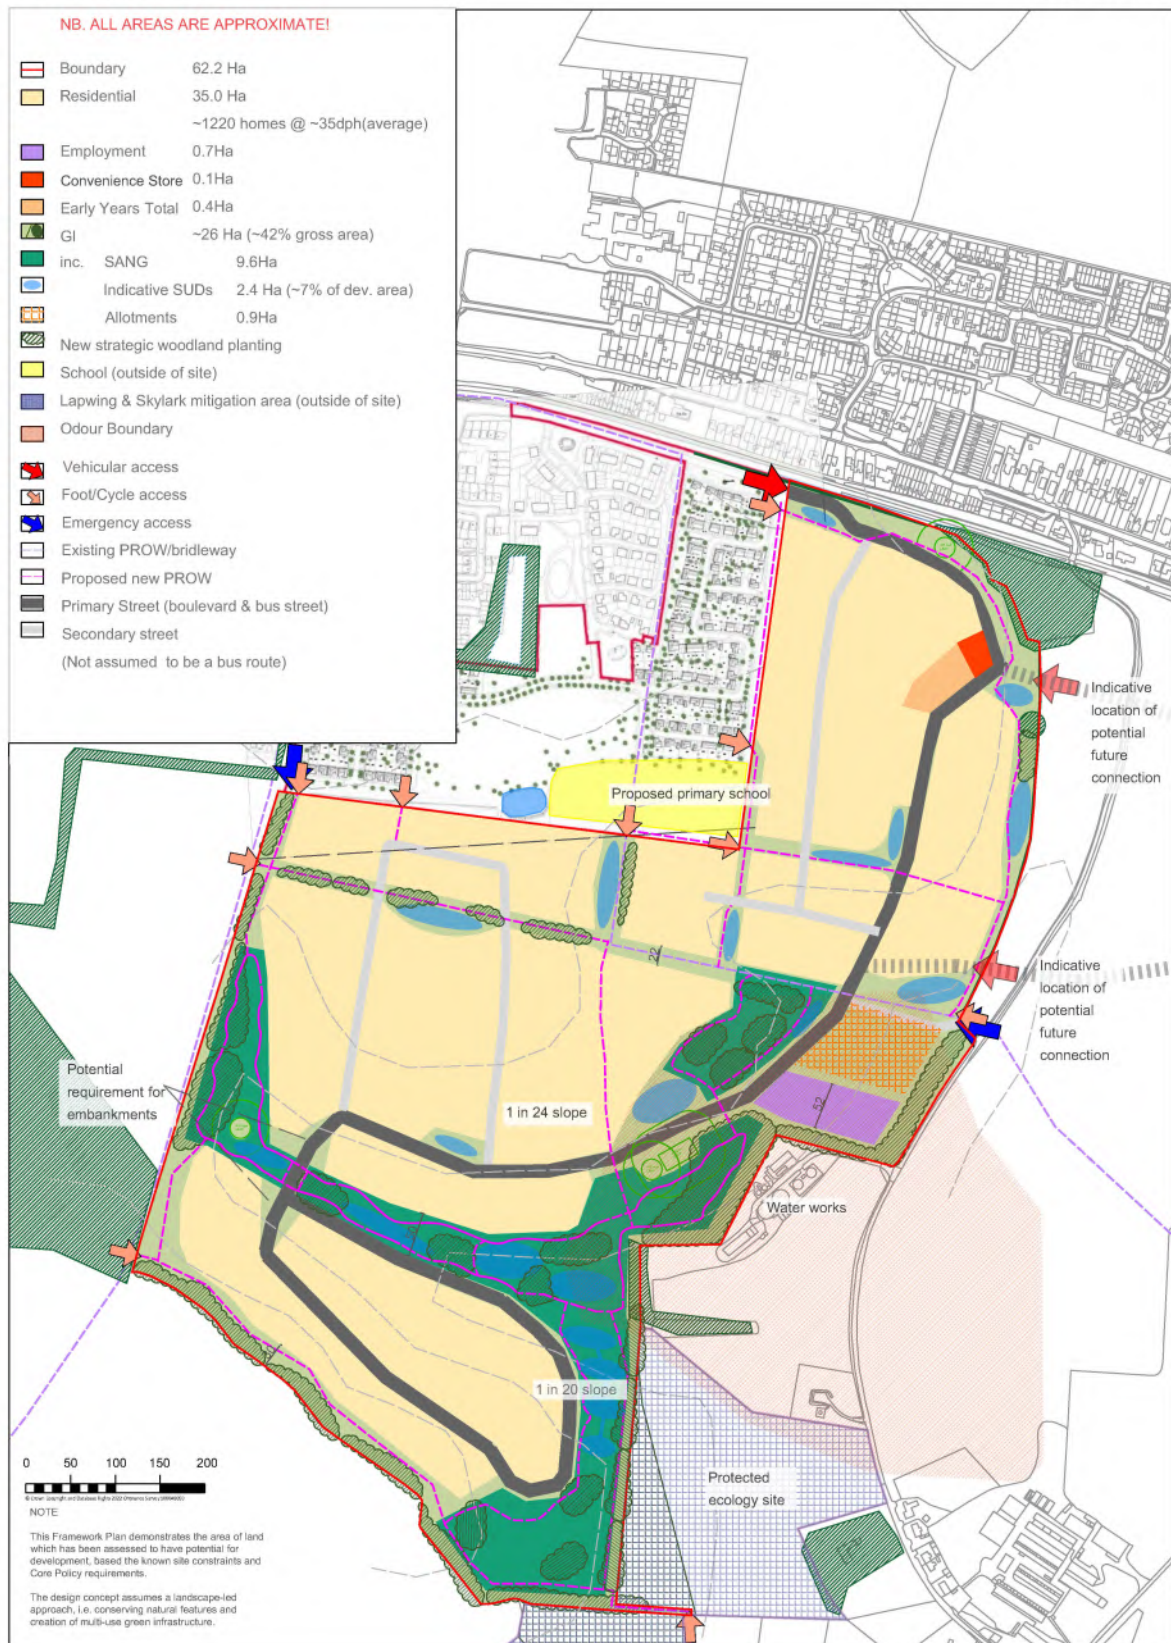 NB. ALL AREAS ARE APPROXIMATE!
Boundary 62.2 Ha
Residential 35.0 Ha
~1220 homes @ ~35dph(average)
Employment 0.7Ha
Convenience Store 0.1Ha
Early Years Total 0.4Ha
GI ~26 Ha (~42% gross area)
inc. SANG 9.6Ha
Indicative SUDs 2.4 Ha (~7% of dev. area)
Allotments 0.9Ha
New strategic woodland planting
School (outside of site)
Lapwing & Skylark mitigation area (outside of site)
Odour Boundary
Vehicular access
Foot/Cycle access
Emergency access
Existing PROW/bridleway
Proposed new PROW
Primary Street (boulevard & bus street)
Secondary street
(Not assumed to be a bus route)
Indicative
location of
potential
future
connection
Proposed primary school
22
Indicative
location of
potential
future
connection
Potential
requirement for
embankments
1 in 24 slope
52
Water works
1 in 20 slope
Protected
ecology site
0 50 100 150 200
NOTE
This Framework Plan demonstrates the area of land
which has been assessed to have potential for
development, based the known site constraints and
Core Policy requirements.
The design concept assumes a landscape-led
approach, i.e. conserving natural features and
creation of multi-use green infrastructure.